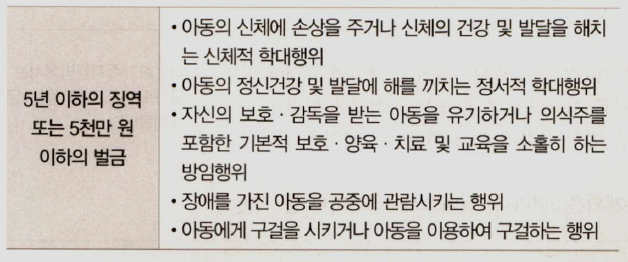 5년 이하의 징역
또는 5천만 원
이하의 벌금
• 아동의 신체에 손상을 주거나 신체의 건강 및 발달을 해치
는 신체적 학대행위
• 아동의 정신건강 및 발달에 해를 끼치는 정서적 학대행위
• 자신의 보호·감독을 받는 아동을 유기하거나 의식주를
포함한 기본적 보호·양육·치료 및 교육을 소홀히 하는
방임행위
• 장애를 가진 아동을 공중에 관람시키는 행위
• 아동에게 구걸을 시키거나 아동을 이용하여 구걸하는 행위